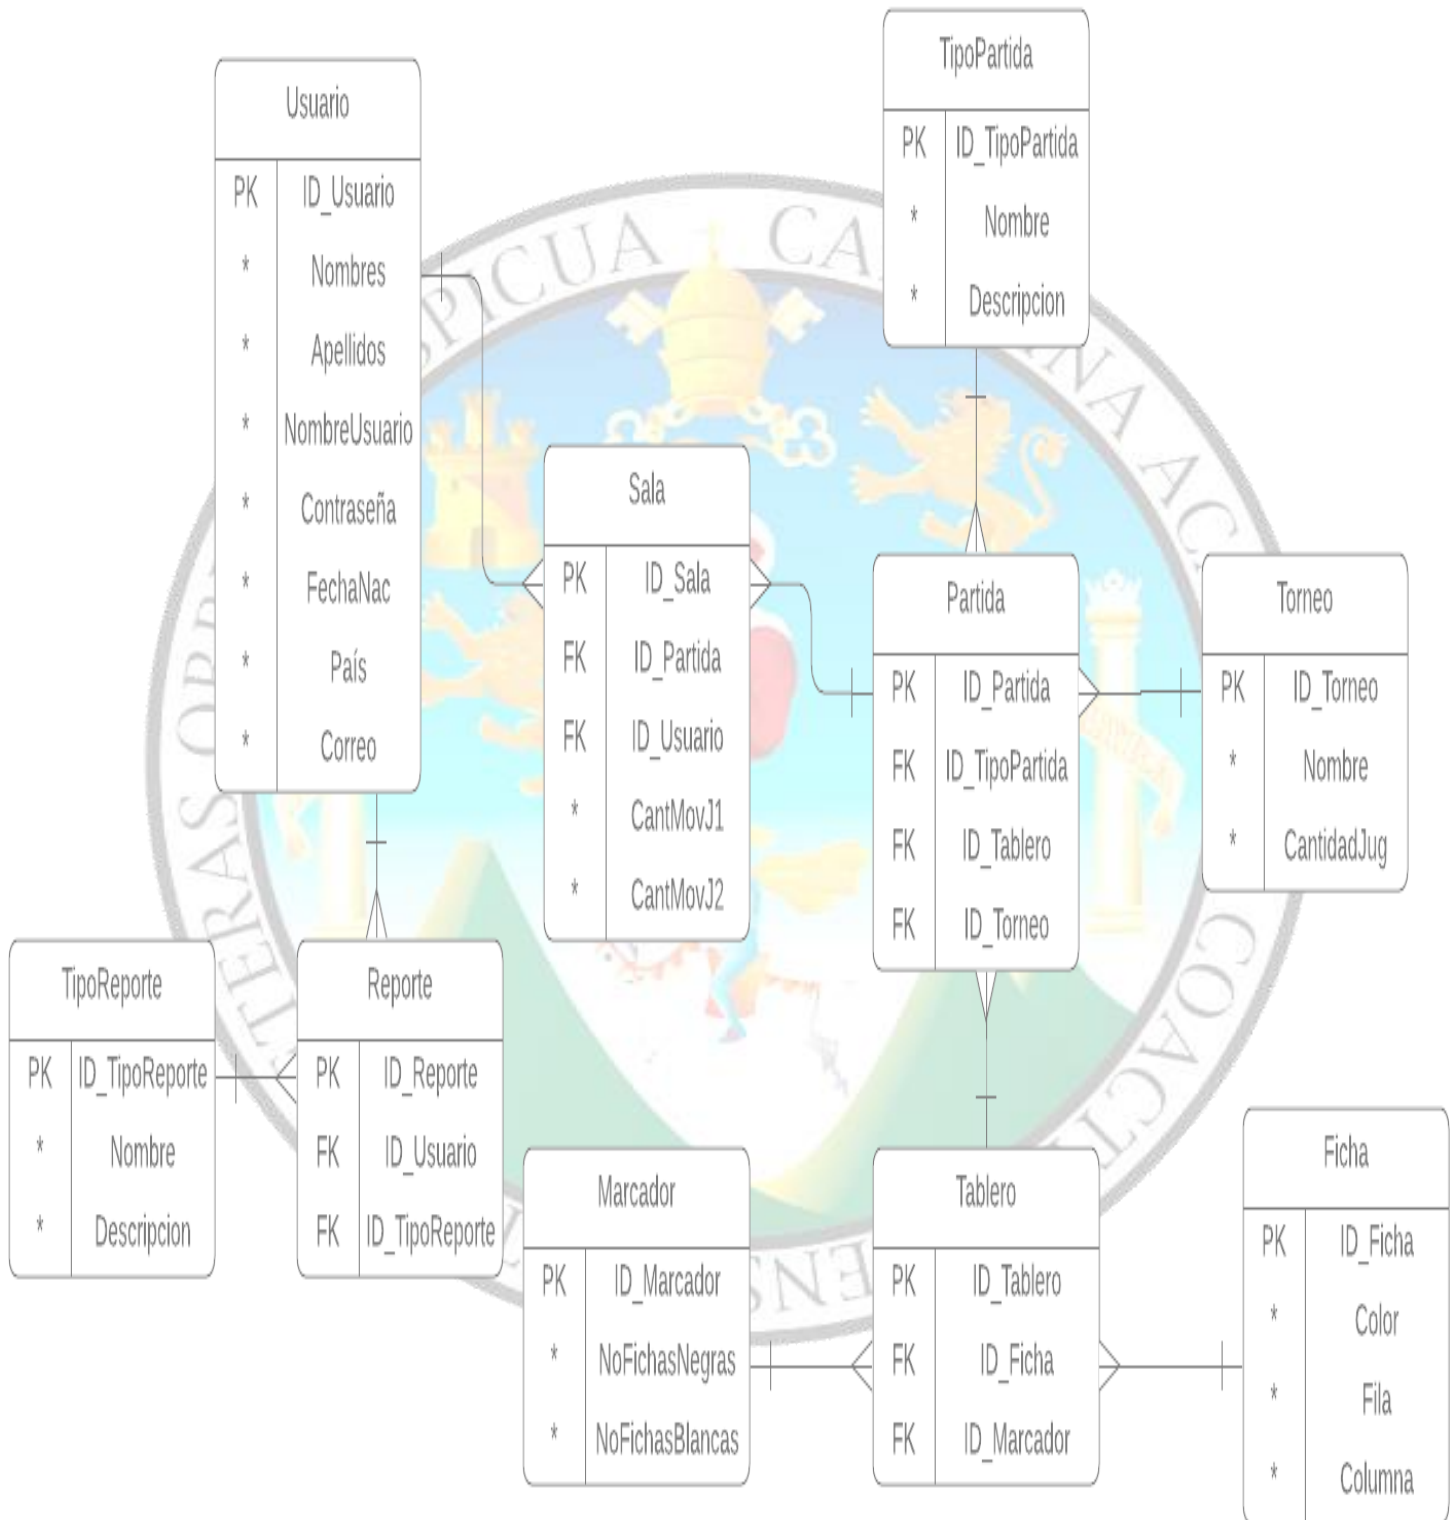 Usuario
PK ID_Usuario
* Nombres
* Apellidos
* NombreUsuario
* Contraseña
* FechaNac
* País
* Correo
TipoPartida
PK ID_TipoPartida
* Nombre
* Descripcion
Sala
PK ID_Sala
FK ID_Partida
FK ID_Usuario
* CantMovJ1
* CantMovJ2
Partida
PK ID_Partida
FK ID_TipoPartida
FK ID_Tablero
FK ID_Torneo
Torneo
PK ID_Torneo
* Nombre
* CantidadJug
TipoReporte
PK ID_TipoReporte
* Nombre
* Descripcion
Reporte
PK ID_Reporte
FK ID_Usuario
FK ID_TipoReporte
Marcador
PK ID_Marcador
* NoFichasNegras
* NoFichasBlancas
Tablero
PK ID_Tablero
FK ID_Ficha
FK ID_Marcador
Ficha
PK ID_Ficha
* Color
* Fila
* Columna